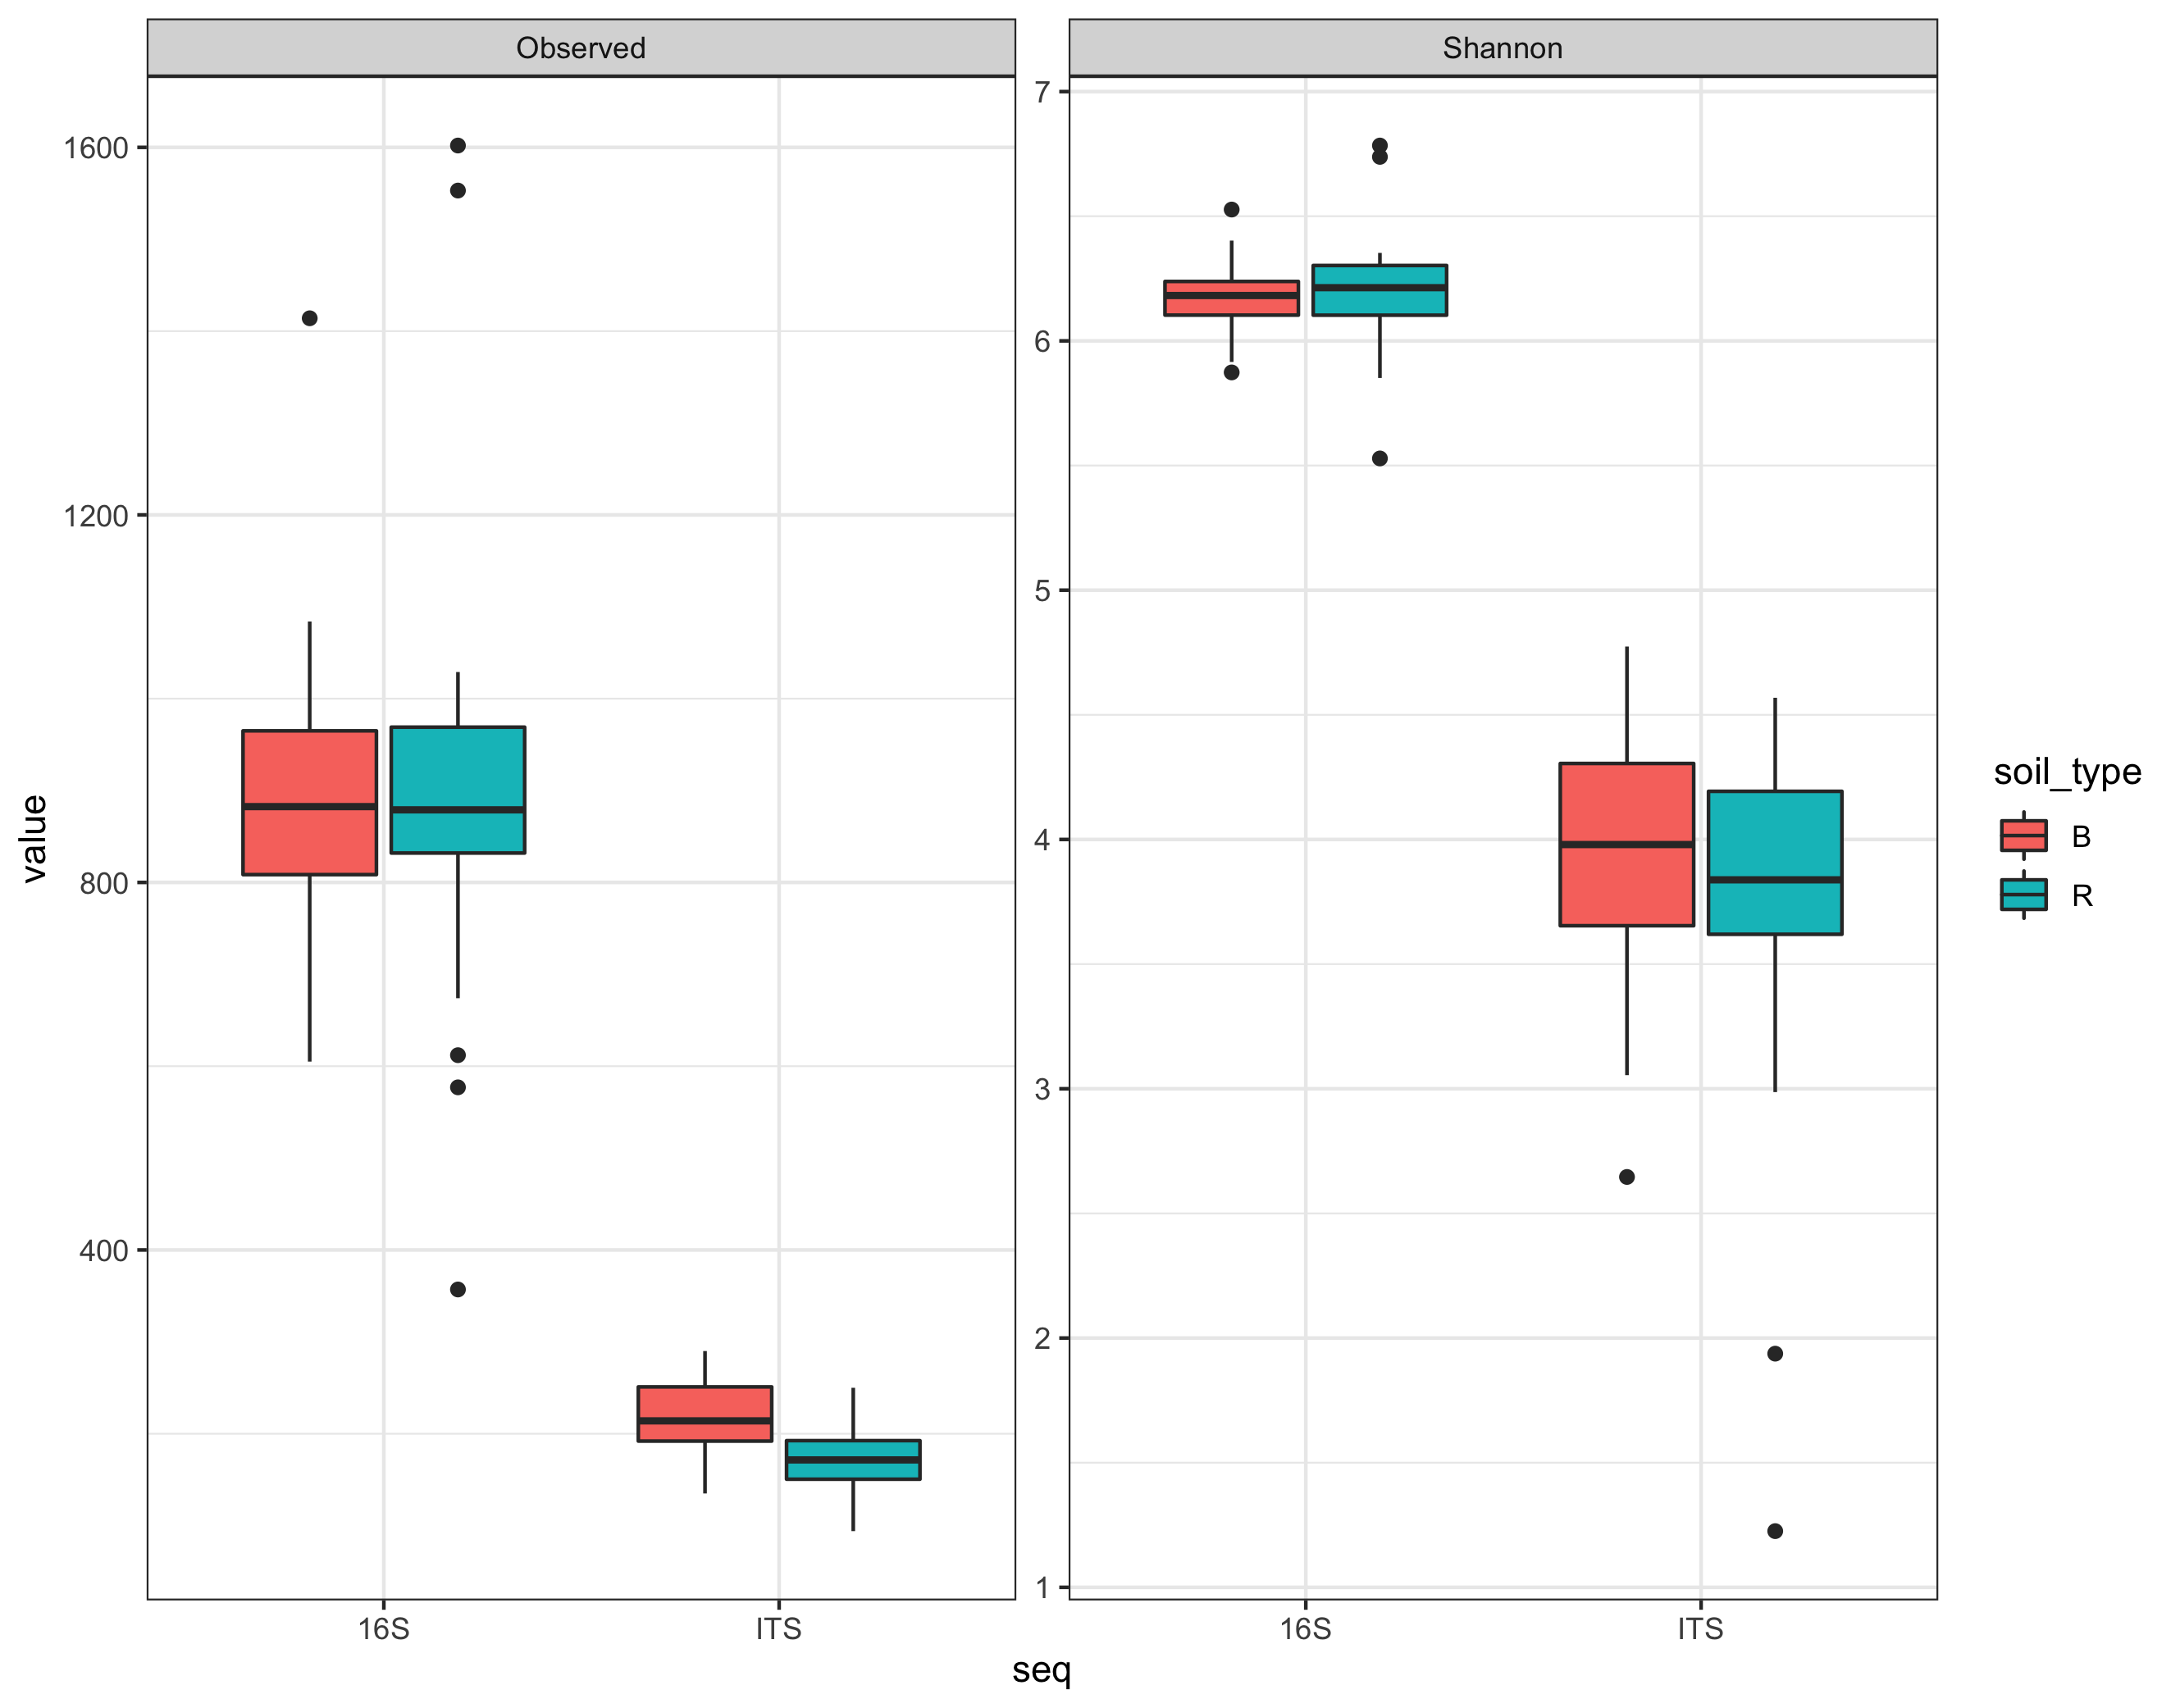 Observed
Shannon
value
1600
1200
800
400
7
6
5
4
3
2
1
16S
ITS
16S
ITS
seq
soil_type
B
R